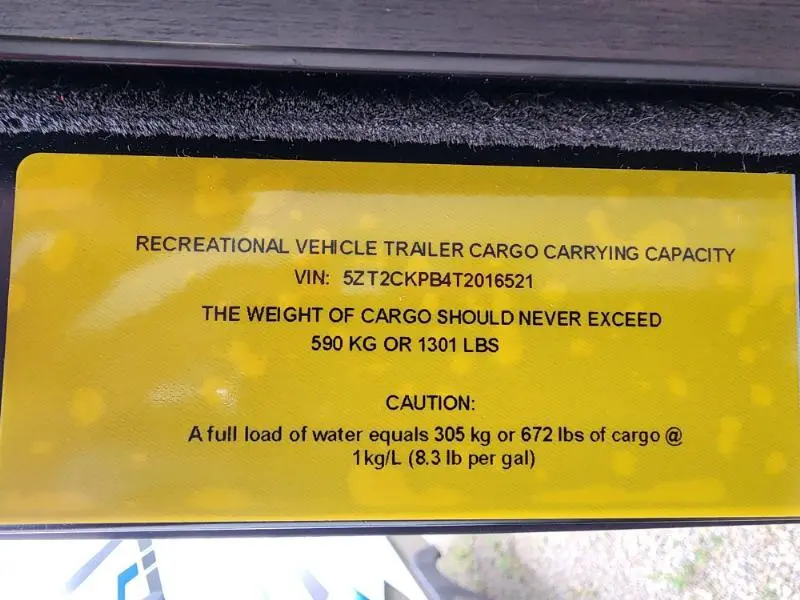 RECREATIONAL VEHICLE TRAILER CARGO CARRYING CAPACITY
VIN: 5ZT2CKPB4T2016521
THE WEIGHT OF CARGO SHOULD NEVER EXCEED
590 KG OR 1301 LBS
CAUTION:
A full load of water equals 305 kg or 672 lbs of cargo @
1kg/L (8.3 lb per gal)